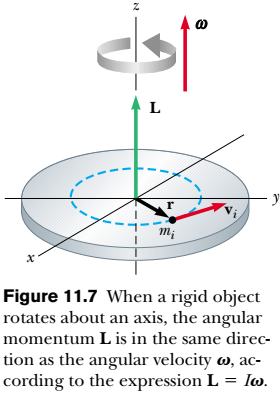 z
ω
L
r
v_i
y
m_i
x
Figure 11.7 When a rigid object
rotates about an axis, the angular
momentum L is in the same direc-
tion as the angular velocity ω, ac-
cording to the expression L = Iω.